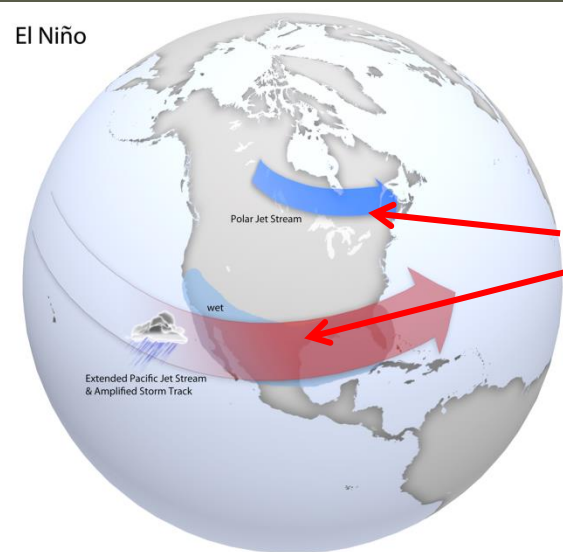 El Niño
Polar Jet Stream
wet
Extended Pacific Jet Stream
& Amplified Storm Track